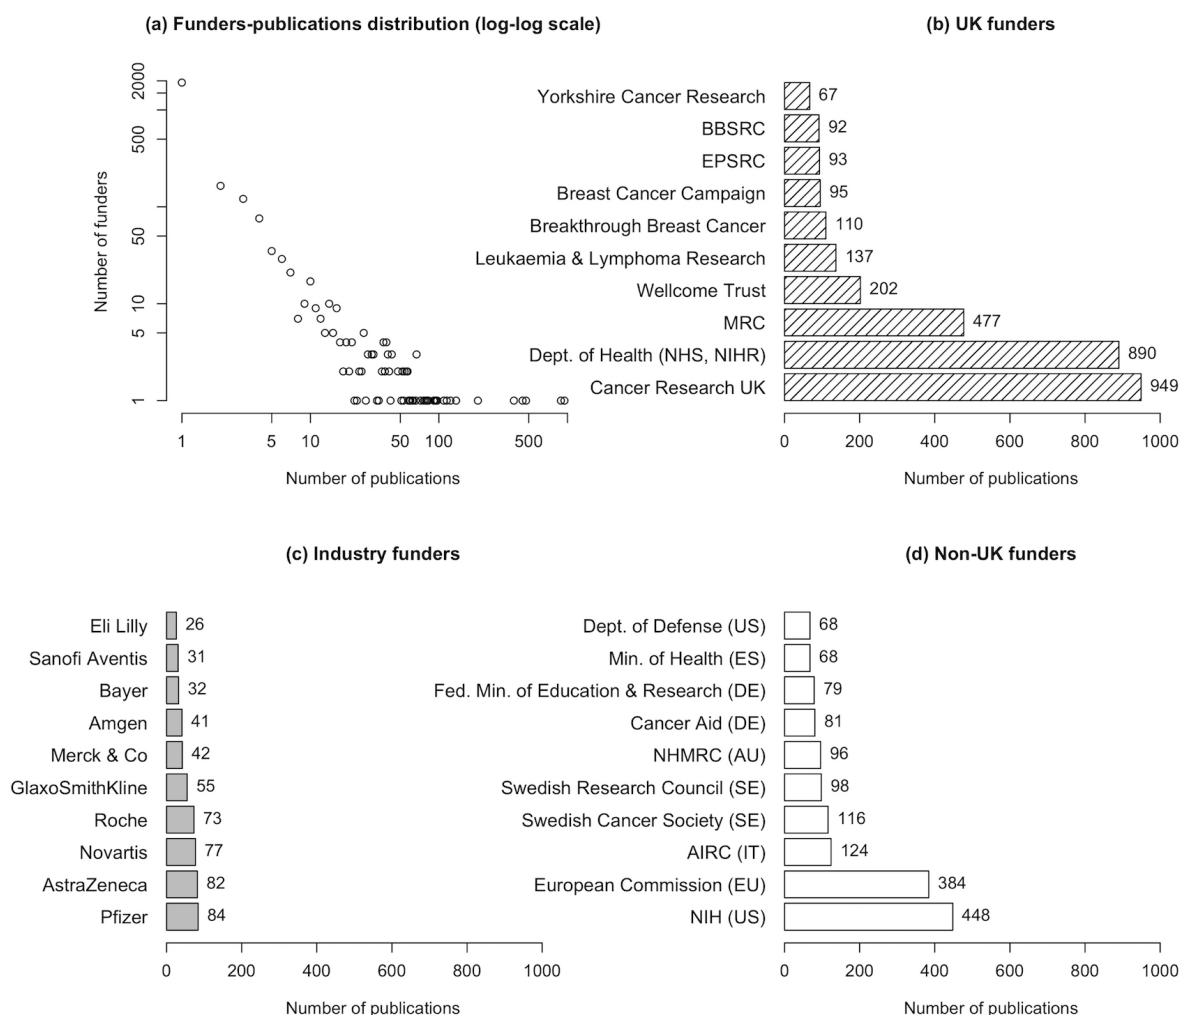 (a) Funders-publications distribution (log-log scale)
Number of funders
2000
500
50
10
5
1
1 5 10 50 100 500
Number of publications
(b) UK funders
Yorkshire Cancer Research 67
BBSRC 92
EPSRC 93
Breast Cancer Campaign 95
Breakthrough Breast Cancer 110
Leukaemia & Lymphoma Research 137
Wellcome Trust 202
MRC 477
Dept. of Health (NHS, NIHR) 890
Cancer Research UK 949
0 200 400 600 800 1000
Number of publications
(c) Industry funders
Eli Lilly 26
Sanofi Aventis 31
Bayer 32
Amgen 41
Merck & Co 42
GlaxoSmithKline 55
Roche 73
Novartis 77
AstraZeneca 82
Pfizer 84
0 200 400 600 800 1000
Number of publications
(d) Non-UK funders
Dept. of Defense (US) 68
Min. of Health (ES) 68
Fed. Min. of Education & Research (DE) 79
Cancer Aid (DE) 81
NHMRC (AU) 96
Swedish Research Council (SE) 98
Swedish Cancer Society (SE) 116
AIRC (IT) 124
European Commission (EU) 384
NIH (US) 448
0 200 400 600 800 1000
Number of publications